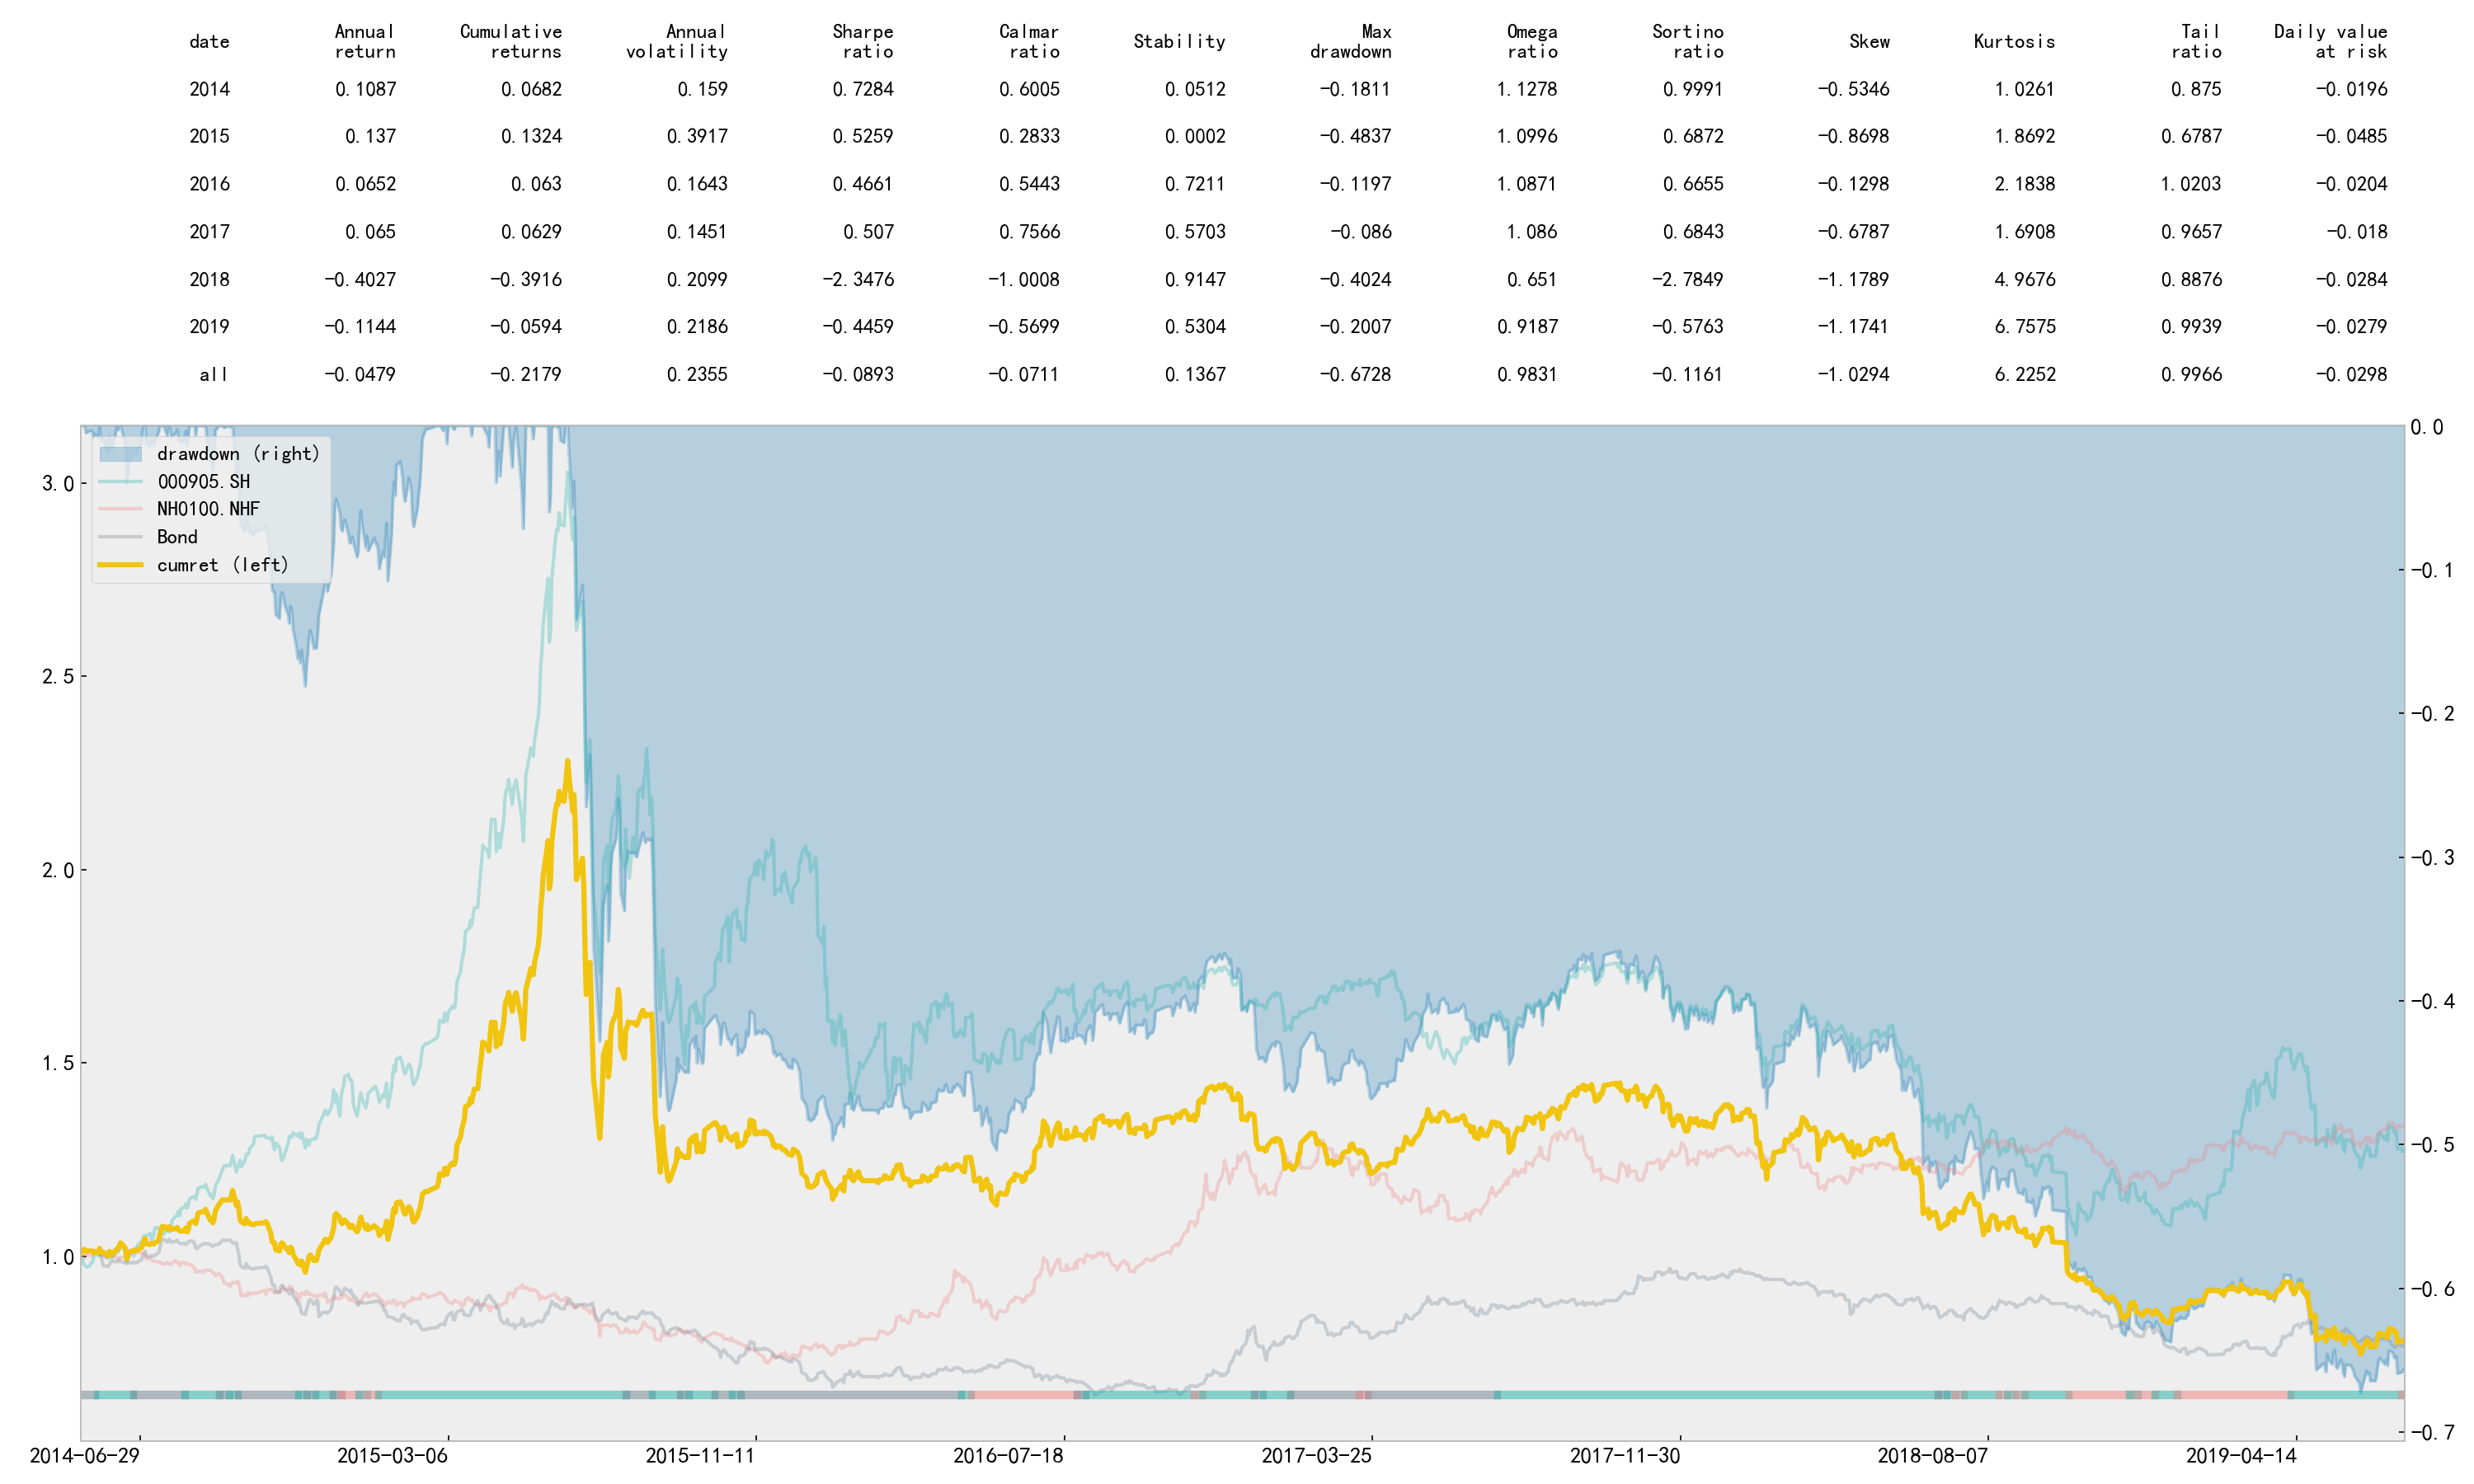 date Annual return Cumulative returns Annual volatility Sharpe ratio Calmar ratio Stability Max drawdown Omega ratio Sortino ratio Skew Kurtosis Tail ratio Daily value at risk
2014 0.1087 0.0682 0.159 0.7284 0.6005 0.0512 -0.1811 1.1278 0.9991 -0.5346 1.0261 0.875 -0.0196
2015 0.137 0.1324 0.3917 0.5259 0.2833 0.0002 -0.4837 1.0996 0.6872 -0.8698 1.8692 0.6787 -0.0485
2016 0.0652 0.063 0.1643 0.4661 0.5443 0.7211 -0.1197 1.0871 0.6655 -0.1298 2.1838 1.0203 -0.0204
2017 0.065 0.0629 0.1451 0.507 0.7566 0.5703 -0.086 1.086 0.6843 -0.6787 1.6908 0.9657 -0.018
2018 -0.4027 -0.3916 0.2099 -2.3476 -1.0008 0.9147 -0.4024 0.651 -2.7849 -1.1789 4.9676 0.8876 -0.0284
2019 -0.1144 -0.0594 0.2186 -0.4459 -0.5699 0.5304 -0.2007 0.9187 -0.5763 -1.1741 6.7575 0.9939 -0.0279
all -0.0479 -0.2179 0.2355 -0.0893 -0.0711 0.1367 -0.6728 0.9831 -0.1161 -1.0294 6.2252 0.9966 -0.0298
drawdown (right)
000905.SH
NH0100.NHF
Bond
cumret (left)
3.0
2.5
2.0
1.5
1.0
0.0
-0.1
-0.2
-0.3
-0.4
-0.5
-0.6
-0.7
2014-06-29 2015-03-06 2015-11-11 2016-07-18 2017-03-25 2017-11-30 2018-08-07 2019-04-14